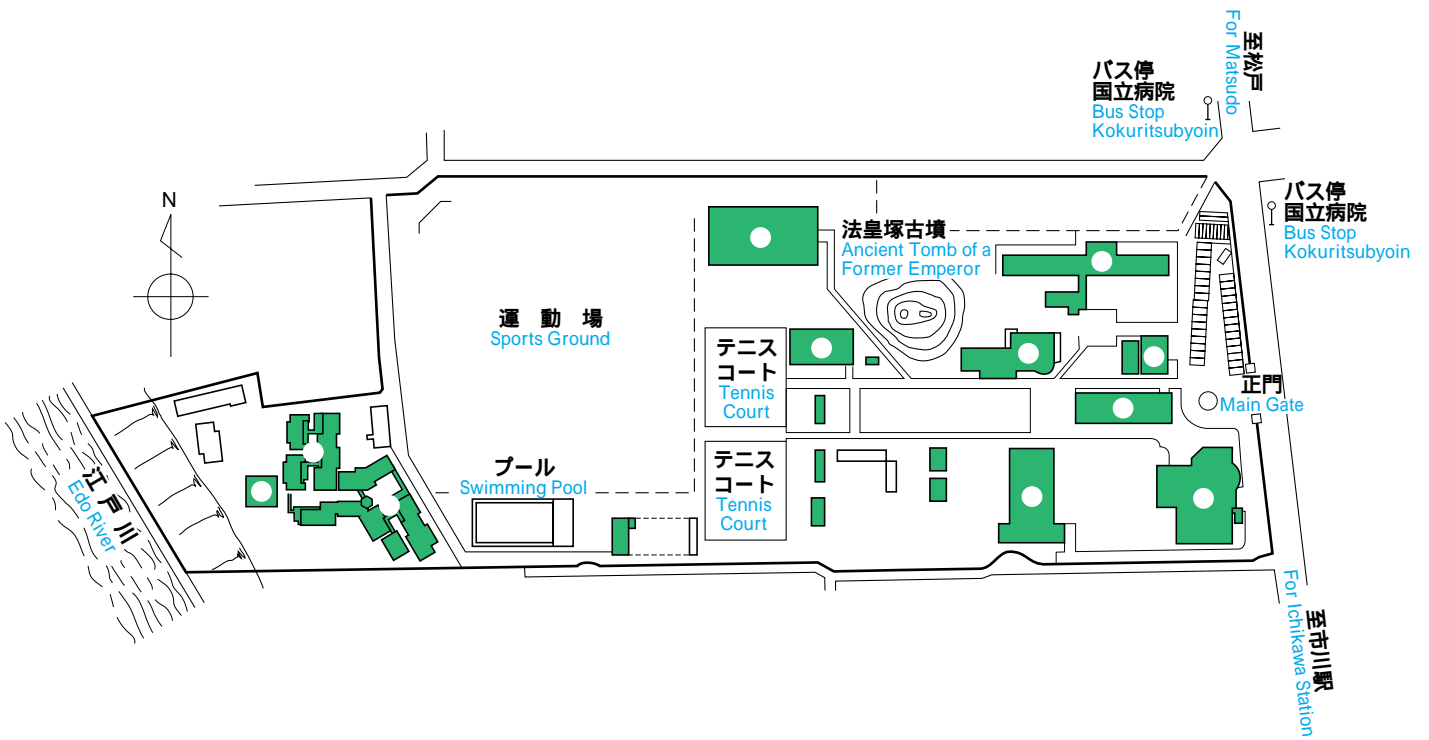 至松戸
For Matsudo
バス停
国立病院
Bus Stop
Kokuritsubyoin
バス停
国立病院
Bus Stop
Kokuritsubyoin
N
法皇塚古墳
Ancient Tomb of a
Former Emperor
運動場
Sports Ground
テニス
コート
Tennis
Court
正門
Main Gate
テニス
コート
Tennis
Court
プール
Swimming Pool
江戸川
Edo River
至市川駅
For Ichikawa Station